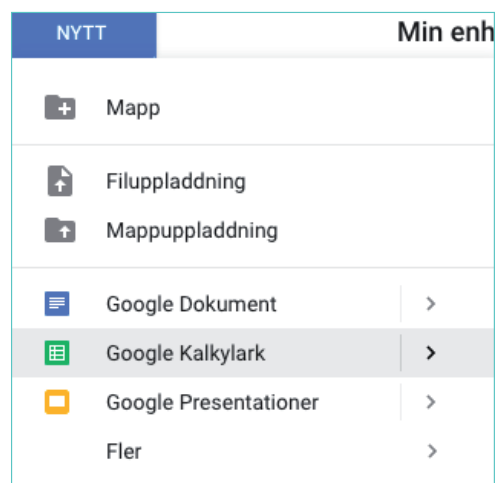 NYTT
Min enh
Mapp
Filuppladdning
Mappuppladdning
Google Dokument
Google Kalkylark
Google Presentationer
Fler